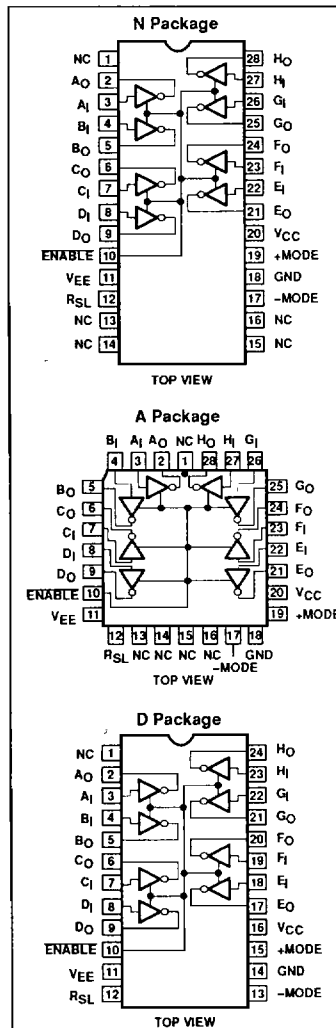 N Package
NC 1
AO 2
AI 3
BI 4
BO 5
CO 6
CI 7
DI 8
DO 9
ENABLE 10
VEE 11
RSL 12
NC 13
NC 14
28 HO
27 HI
26 GI
25 GO
24 FO
23 FI
22 EI
21 EO
20 VCC
19 +MODE
18 GND
17 -MODE
16 NC
15 NC
TOP VIEW
A Package
BI AI AO NC HO HI GI
4 3 2 1 28 27 26
BO 5
CO 6
CI 7
DI 8
DO 9
ENABLE 10
VEE 11
25 GO
24 FO
23 FI
22 EI
21 EO
20 VCC
19 +MODE
12 13 14 15 16 17 18
RSL NC NC NC NC GND
-MODE
TOP VIEW
D Package
NC 1
AO 2
AI 3
BI 4
BO 5
CO 6
CI 7
DI 8
DO 9
ENABLE 10
VEE 11
RSL 12
24 HO
23 HI
22 GI
21 GO
20 FO
19 FI
18 EI
17 EO
16 VCC
15 +MODE
14 GND
13 -MODE
TOP VIEW